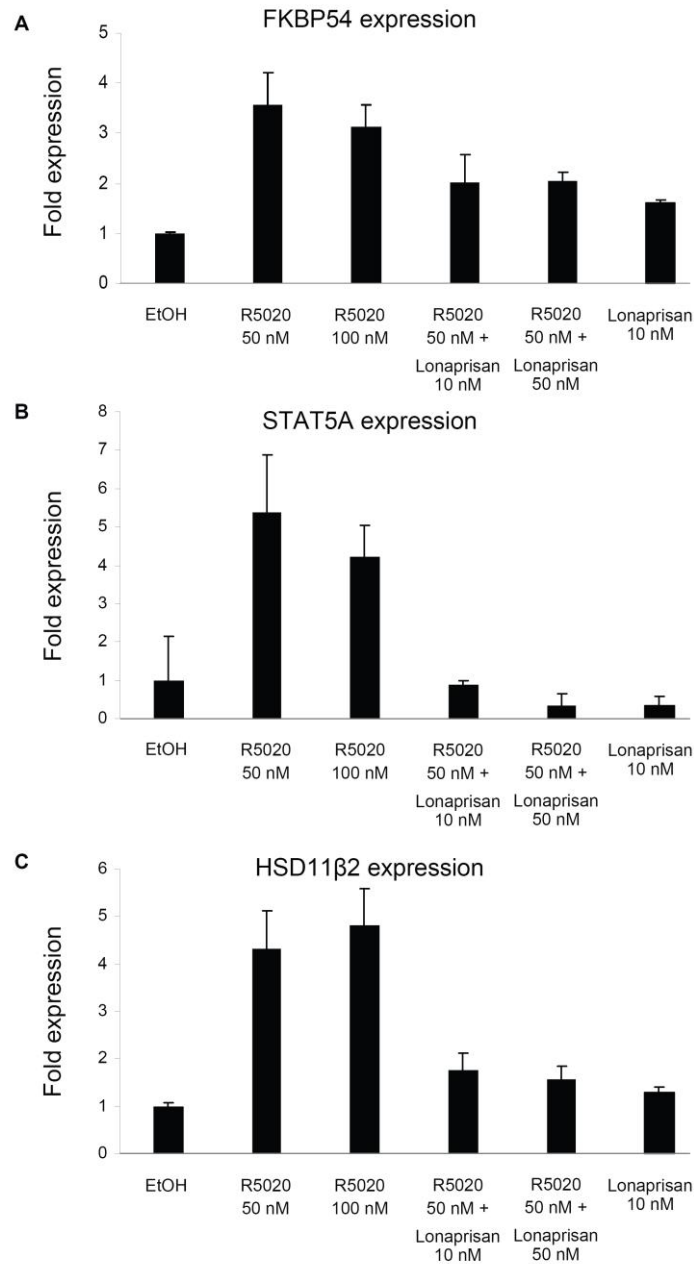 A
FKBP54 expression
Fold expression
5
4
3
2
1
0
EtOH
R5020
50 nM
R5020
100 nM
R5020
50 nM +
Lonaprisan
10 nM
R5020
50 nM +
Lonaprisan
50 nM
Lonaprisan
10 nM
B
STAT5A expression
Fold expression
8
7
6
5
4
3
2
1
0
EtOH
R5020
50 nM
R5020
100 nM
R5020
50 nM +
Lonaprisan
10 nM
R5020
50 nM +
Lonaprisan
50 nM
Lonaprisan
10 nM
C
HSD11β2 expression
Fold expression
6
5
4
3
2
1
0
EtOH
R5020
50 nM
R5020
100 nM
R5020
50 nM +
Lonaprisan
10 nM
R5020
50 nM +
Lonaprisan
50 nM
Lonaprisan
10 nM